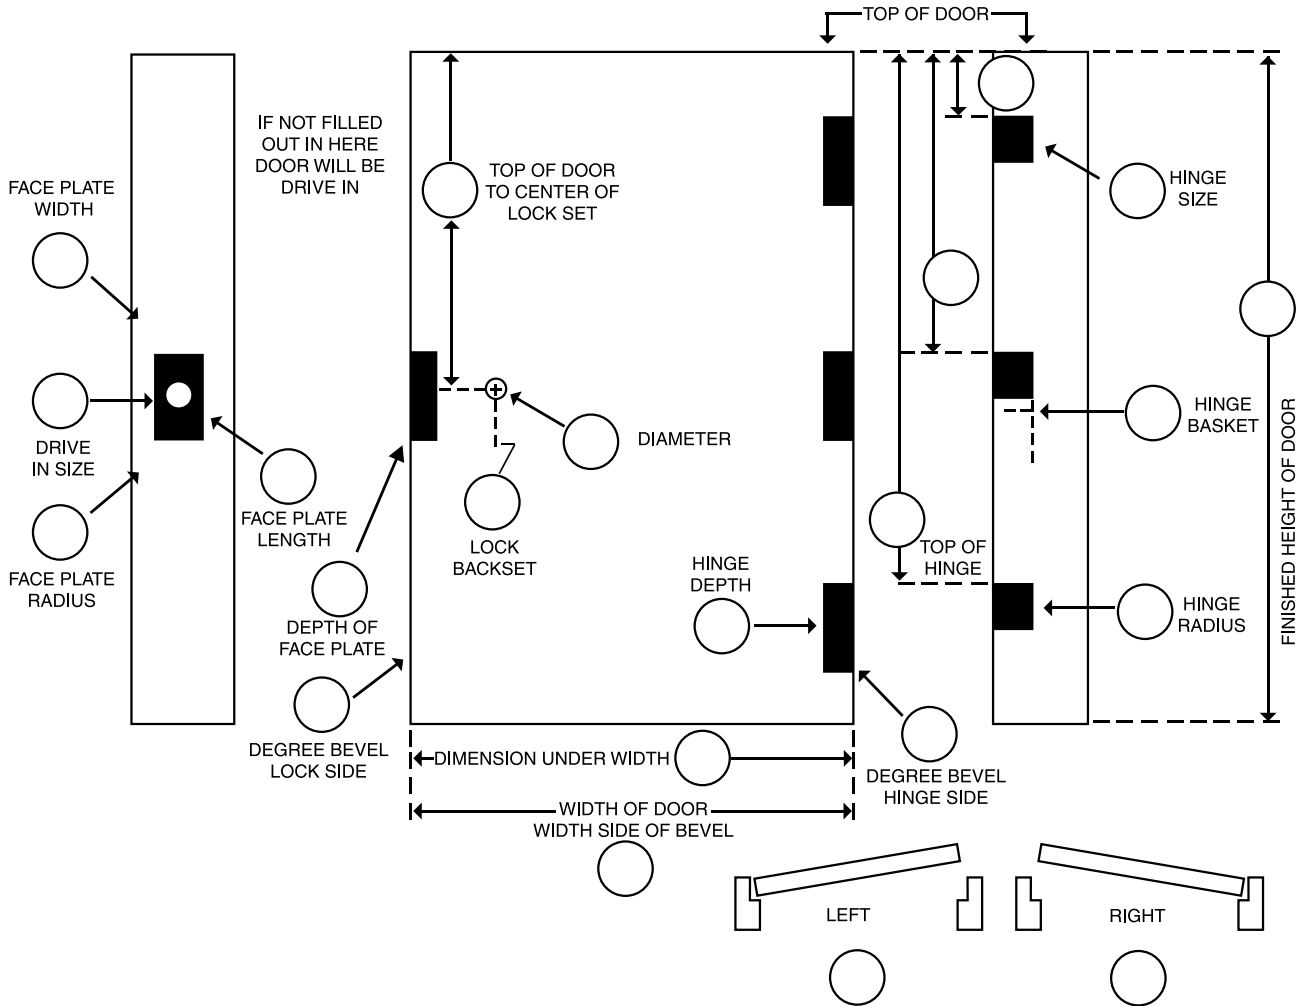 TOP OF DOOR
IF NOT FILLED
OUT IN HERE
DOOR WILL BE
DRIVE IN
TOP OF DOOR
TO CENTER OF
LOCK SET
FACE PLATE
WIDTH
HINGE
SIZE
DRIVE
IN SIZE
FACE PLATE
LENGTH
FACE PLATE
RADIUS
DIAMETER
LOCK
BACKSET
DEPTH OF
FACE PLATE
HINGE
DEPTH
TOP OF
HINGE
HINGE
BASKET
HINGE
RADIUS
FINISHED HEIGHT OF DOOR
DEGREE BEVEL
LOCK SIDE
DIMENSION UNDER WIDTH
DEGREE BEVEL
HINGE SIDE
WIDTH OF DOOR
WIDTH SIDE OF BEVEL
LEFT
RIGHT